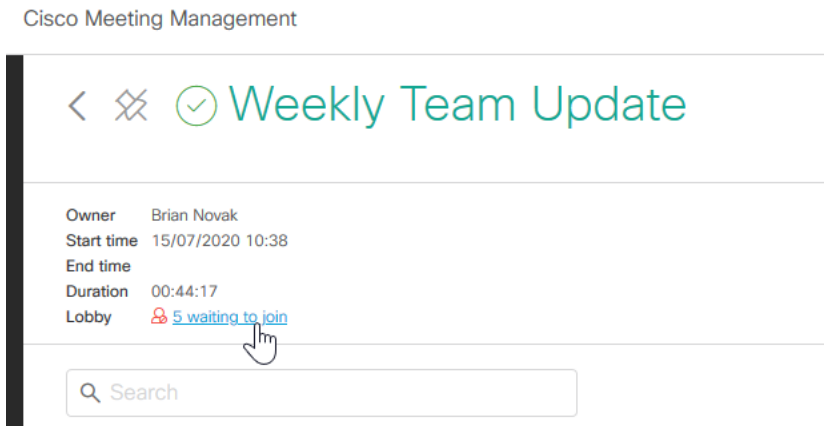 Cisco Meeting Management
Weekly Team Update
Owner Brian Novak
Start time 15/07/2020 10:38
End time
Duration 00:44:17
Lobby 5 waiting to join
Search